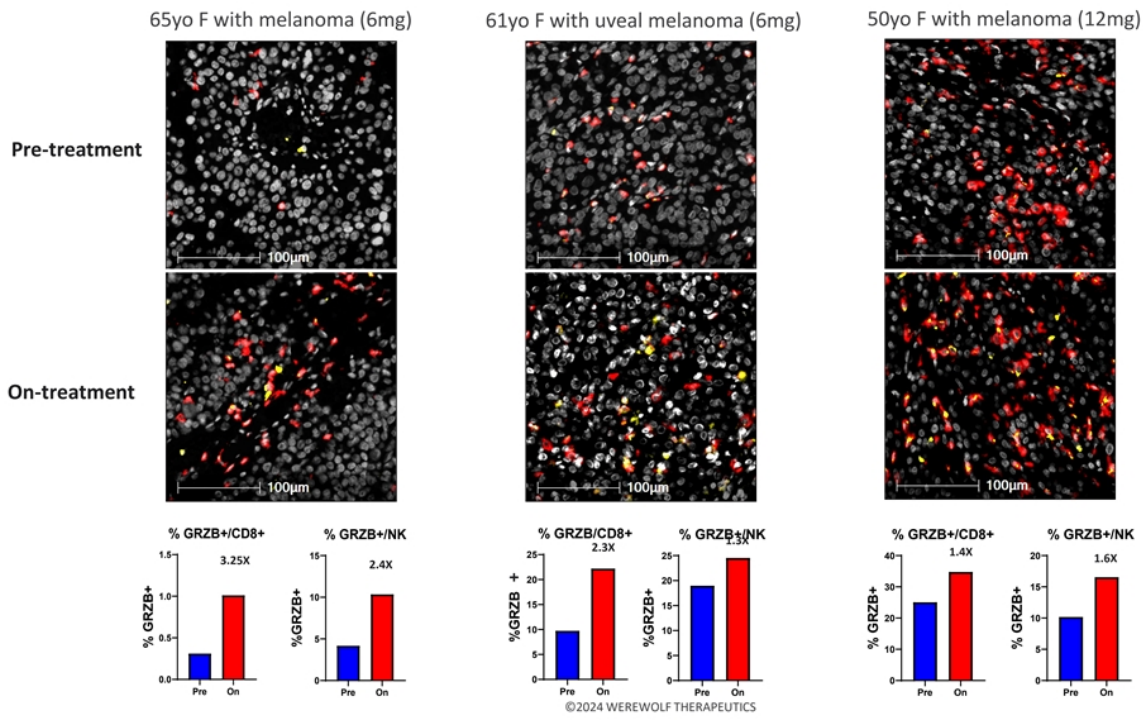 65yo F with melanoma (6mg)
61yo F with uveal melanoma (6mg)
50yo F with melanoma (12mg)
Pre-treatment
100μm
100μm
100μm
On-treatment
100μm
100μm
100μm
% GRZB+/CD8+
3.25X
% GRZB+
1.5
1.0
0.5
0.0
Pre On
% GRZB+/NK
2.4X
%GRZB+
15
10
5
0
Pre On
% GRZB/CD8+
2.3X
%GRZB +
25
20
15
10
5
0
Pre On
% GRZB+/NK
1.3X
%GRZB+
25
20
15
10
5
0
Pre On
% GRZB+/CD8+
1.4X
% GRZB+
40
30
20
10
0
Pre On
% GRZB+/NK
1.6X
% GRZB+
20
15
10
5
0
Pre On
©2024 WEREWOLF THERAPEUTICS